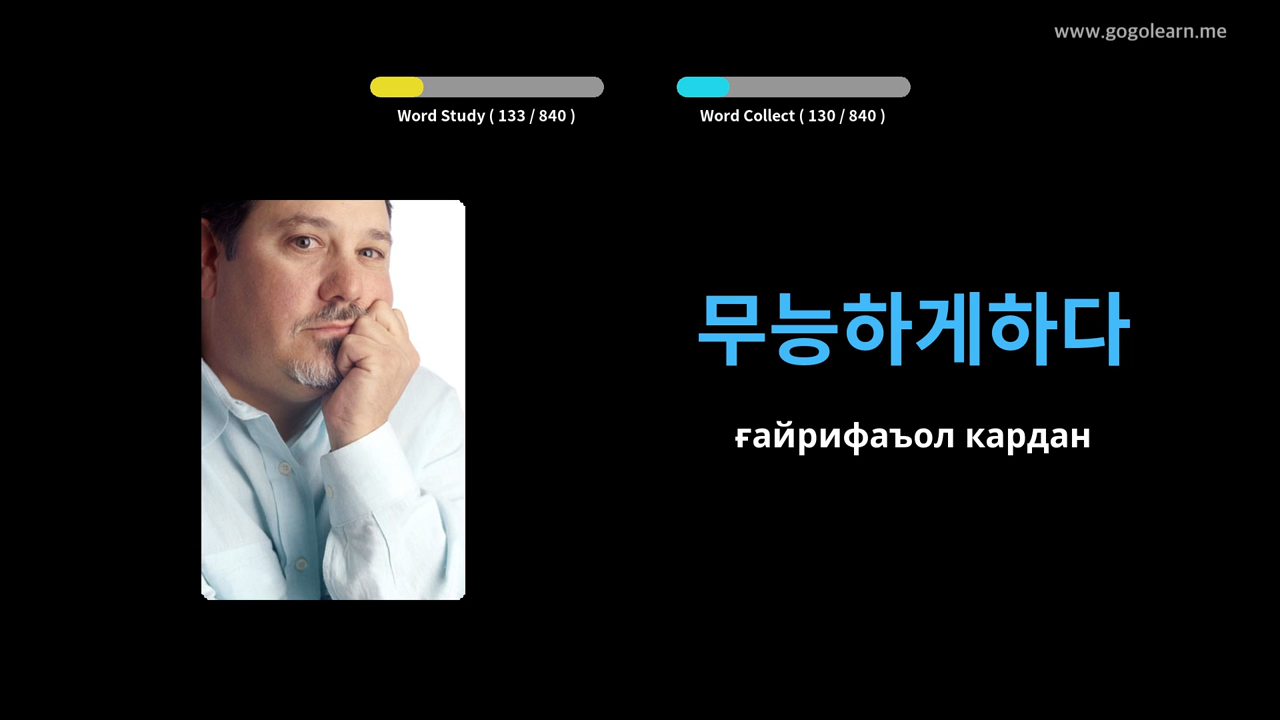 www.gogolearn.me
Word Study ( 133 / 840 )
Word Collect ( 130 / 840 )
무능하게하다
ғайрифаъол кардан